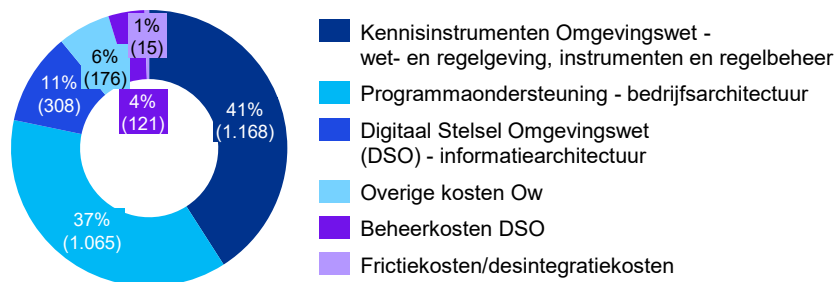 1%
(15)
6%
(176)
11%
(308)
4%
(121)
41%
(1.168)
37%
(1.065)
Kennisinstrumenten Omgevingswet -
wet- en regelgeving, instrumenten en regelbeheer
Programmaondersteuning - bedrijfsarchitectuur
Digitaal Stelsel Omgevingswet
(DSO) - informatiearchitectuur
Overige kosten Ow
Beheerkosten DSO
Frictiekosten/desintegratiekosten